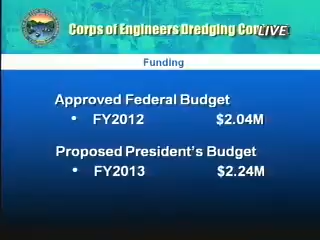 Corps of Engineers Dredging Con
LIVE
Funding
Approved Federal Budget
• FY2012 $2.04M
Proposed President's Budget
• FY2013 $2.24M